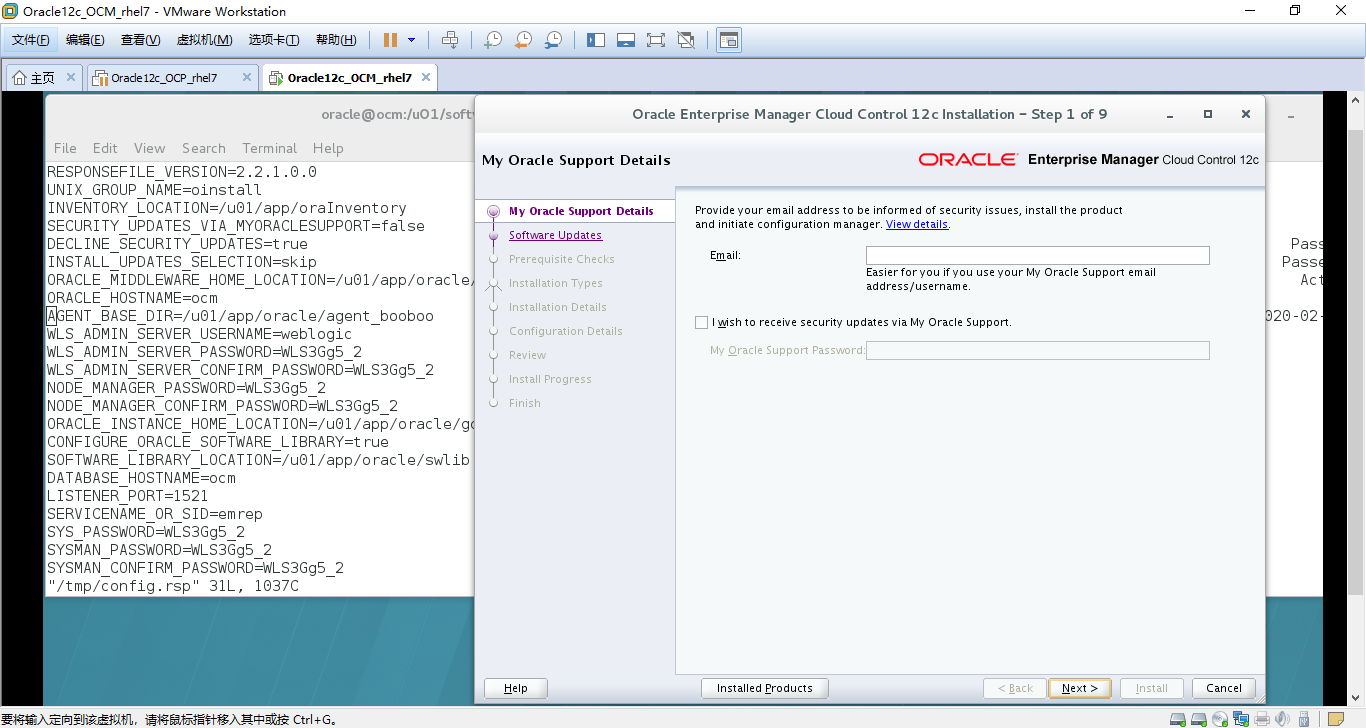 Oracle12c_OCM_rhel7 - VMware Workstation
文件(F) 编辑(E) 查看(V) 虚拟机(M) 选项卡(T) 帮助(H)
主页 Oracle12c_OCP_rhel7 Oracle12c_OCM_rhel7
oracle@ocm:/u01/softw
File Edit View Search Terminal Help
RESPONSEFILE_VERSION=2.2.1.0.0
UNIX_GROUP_NAME=oinstall
INVENTORY_LOCATION=/u01/app/oraInventory
SECURITY_UPDATES_VIA_MYORACLESUPPORT=false
DECLINE_SECURITY_UPDATES=true
INSTALL_UPDATES_SELECTION=skip
ORACLE_MIDDLEWARE_HOME_LOCATION=/u01/app/oracle/
ORACLE_HOSTNAME=ocm
AGENT_BASE_DIR=/u01/app/oracle/agent_booboo
WLS_ADMIN_SERVER_USERNAME=weblogic
WLS_ADMIN_SERVER_PASSWORD=WLS3Gg5_2
WLS_ADMIN_SERVER_CONFIRM_PASSWORD=WLS3Gg5_2
NODE_MANAGER_PASSWORD=WLS3Gg5_2
NODE_MANAGER_CONFIRM_PASSWORD=WLS3Gg5_2
ORACLE_INSTANCE_HOME_LOCATION=/u01/app/oracle/gc
CONFIGURE_ORACLE_SOFTWARE_LIBRARY=true
SOFTWARE_LIBRARY_LOCATION=/u01/app/oracle/swlib
DATABASE_HOSTNAME=ocm
LISTENER_PORT=1521
SERVICENAME_OR_SID=emrep
SYS_PASSWORD=WLS3Gg5_2
SYSMAN_PASSWORD=WLS3Gg5_2
SYSMAN_CONFIRM_PASSWORD=WLS3Gg5_2
"/tmp/config.rsp" 31L, 1037C
Oracle Enterprise Manager Cloud Control 12c Installation - Step 1 of 9
My Oracle Support Details
ORACLE Enterprise Manager Cloud Control 12c
My Oracle Support Details
Software Updates
Prerequisite Checks
Installation Types
Installation Details
Configuration Details
Review
Install Progress
Finish
Provide your email address to be informed of security issues, install the product
and initiate configuration manager. View details.
Email:
Easier for you if you use your My Oracle Support email
address/username.
I wish to receive security updates via My Oracle Support.
My Oracle Support Password:
Help Installed Products < Back Next > Install Cancel
Pass
Passe
Act
020-02-
要将输入定向到该虚拟机，请将鼠标指针移入其中或按 Ctrl+G。